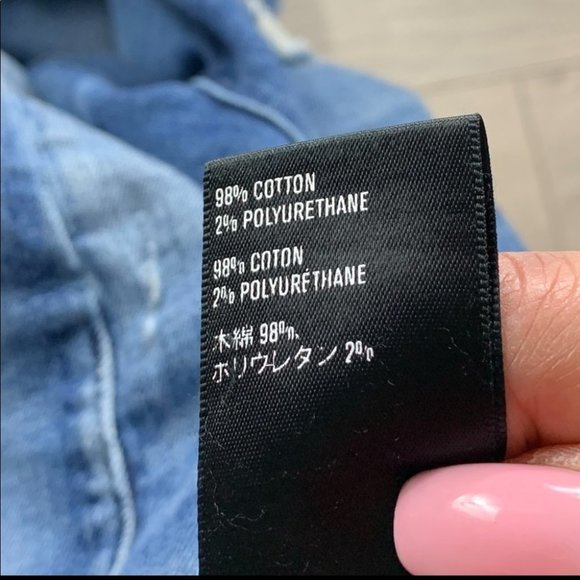 98% COTTON
2% POLYURETHANE
98% COTON
2% POLYURETHANE
木綿 98%、
ポリウレタン 2%